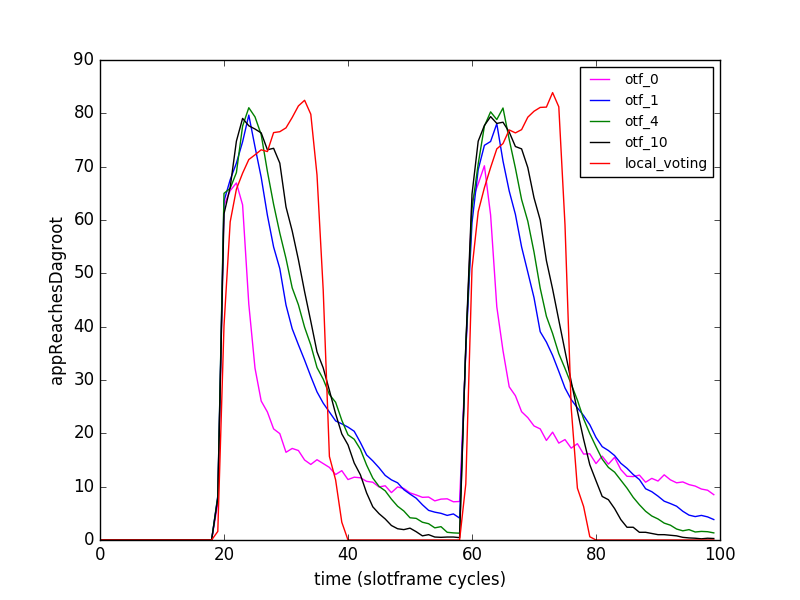 90
80
70
60
50
40
30
20
10
0
0 20 40 60 80 100
appReachesDagroot
time (slotframe cycles)
otf_0
otf_1
otf_4
otf_10
local_voting